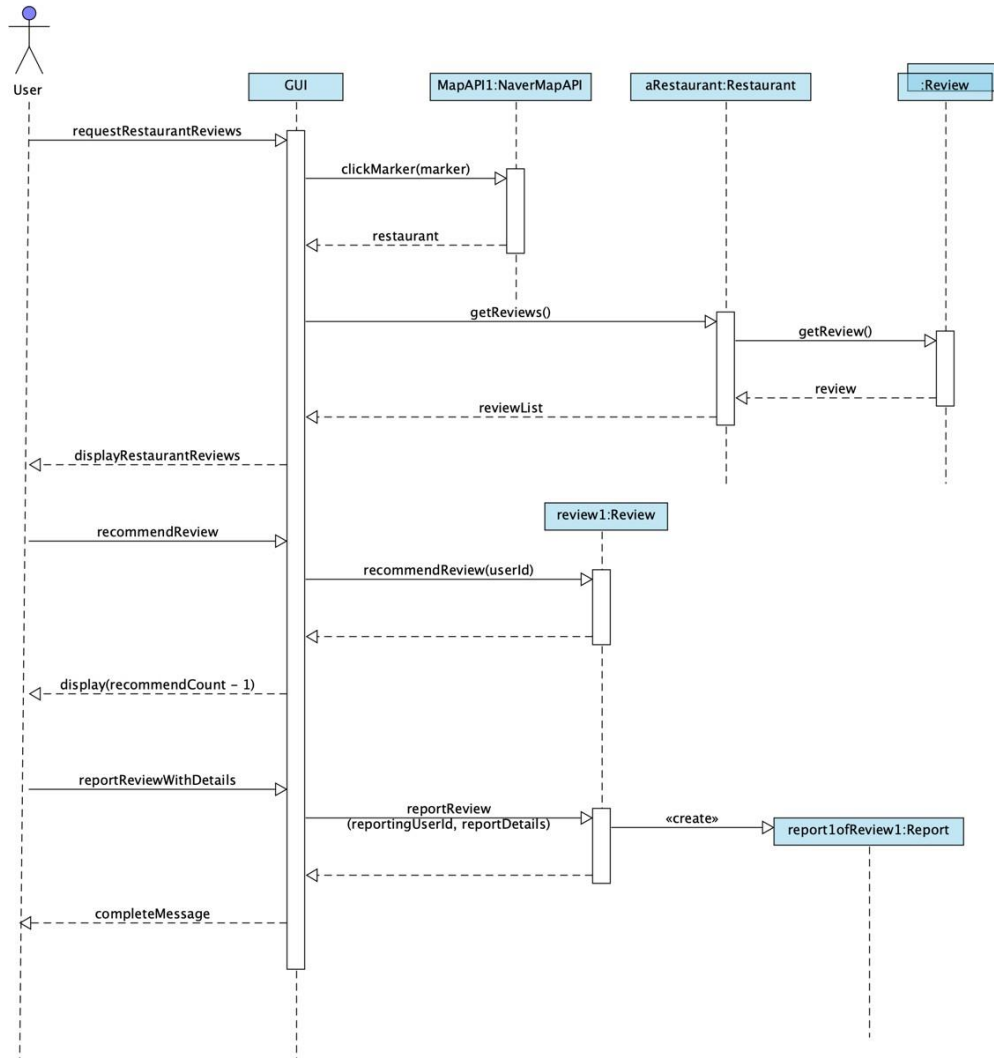 User
GUI
MapAPI1:NaverMapAPI
aRestaurant:Restaurant
:Review
requestRestaurantReviews
clickMarker(marker)
restaurant
getReviews()
getReview()
review
reviewList
displayRestaurantReviews
review1:Review
recommendReview
recommendReview(userId)
display(recommendCount - 1)
reportReviewWithDetails
reportReview
(reportingUserId, reportDetails)
«create»
report1ofReview1:Report
completeMessage